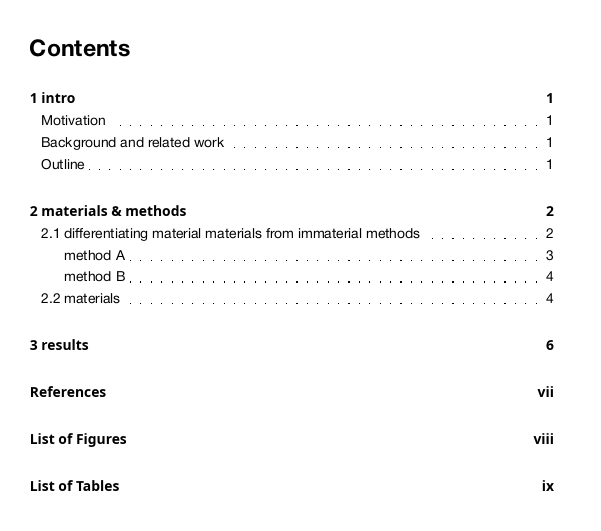 Contents
1 intro 1
Motivation . . . . . . . . . . . . . . . . . . . . . . . . . . . . . . . . . . . . . . 1
Background and related work . . . . . . . . . . . . . . . . . . . . . . . . . . . . 1
Outline . . . . . . . . . . . . . . . . . . . . . . . . . . . . . . . . . . . . . . . . 1
2 materials & methods 2
2.1 differentiating material materials from immaterial methods . . . . . . . . . . 2
method A . . . . . . . . . . . . . . . . . . . . . . . . . . . . . . . . . . . . . 3
method B . . . . . . . . . . . . . . . . . . . . . . . . . . . . . . . . . . . . . 4
2.2 materials . . . . . . . . . . . . . . . . . . . . . . . . . . . . . . . . . . . . . 4
3 results 6
References vii
List of Figures viii
List of Tables ix